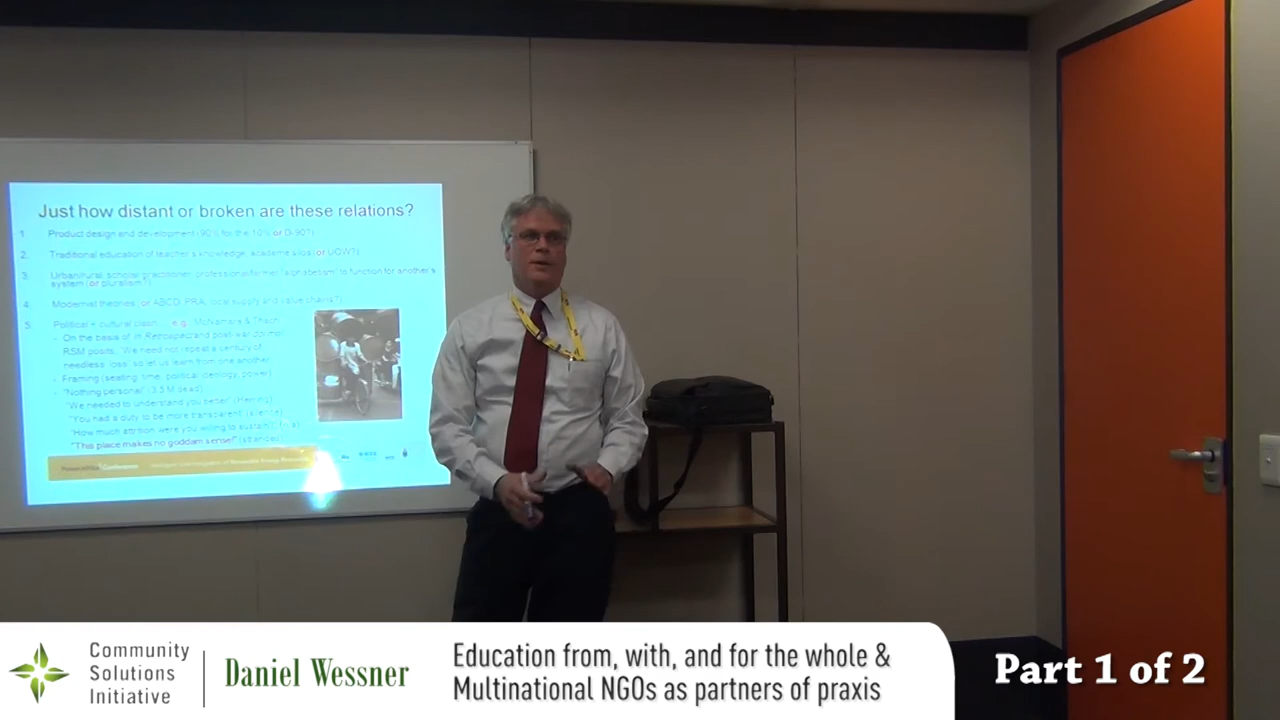 Just how distant or broken are these relations?
1. Product design and development (90% for the 10% or D 90?)
2. Traditional education of teacher's knowledge, academe silos (or UGW?)
3. Urban/rural, scholar/practitioner, professional/farmer "alphabetism" to function for another's
system (or pluralism?)
4. Modernist theories (or ABCD, PRA, local supply and value chains?)
5. Political + cultural clash e.g., McNamara & Thach
- On the basis of In Retrospect and post-war doi moi
RSM posits, "We need not repeat a century of
needless loss" so let us learn from one another
- Framing (seating, time, political ideology, power)
- "Nothing personal" (3.5 M dead)
"We needed to understand you better" (Herring)
"You had a duty to be more transparent" (silence)
"How much attrition were you willing to sustain?"
"This place makes no goddam sense!" (stranded)
Conference
Renewable Energy Resources
Community
Solutions
Initiative
Daniel Wessner
Education from, with, and for the whole &
Multinational NGOs as partners of praxis
Part 1 of 2